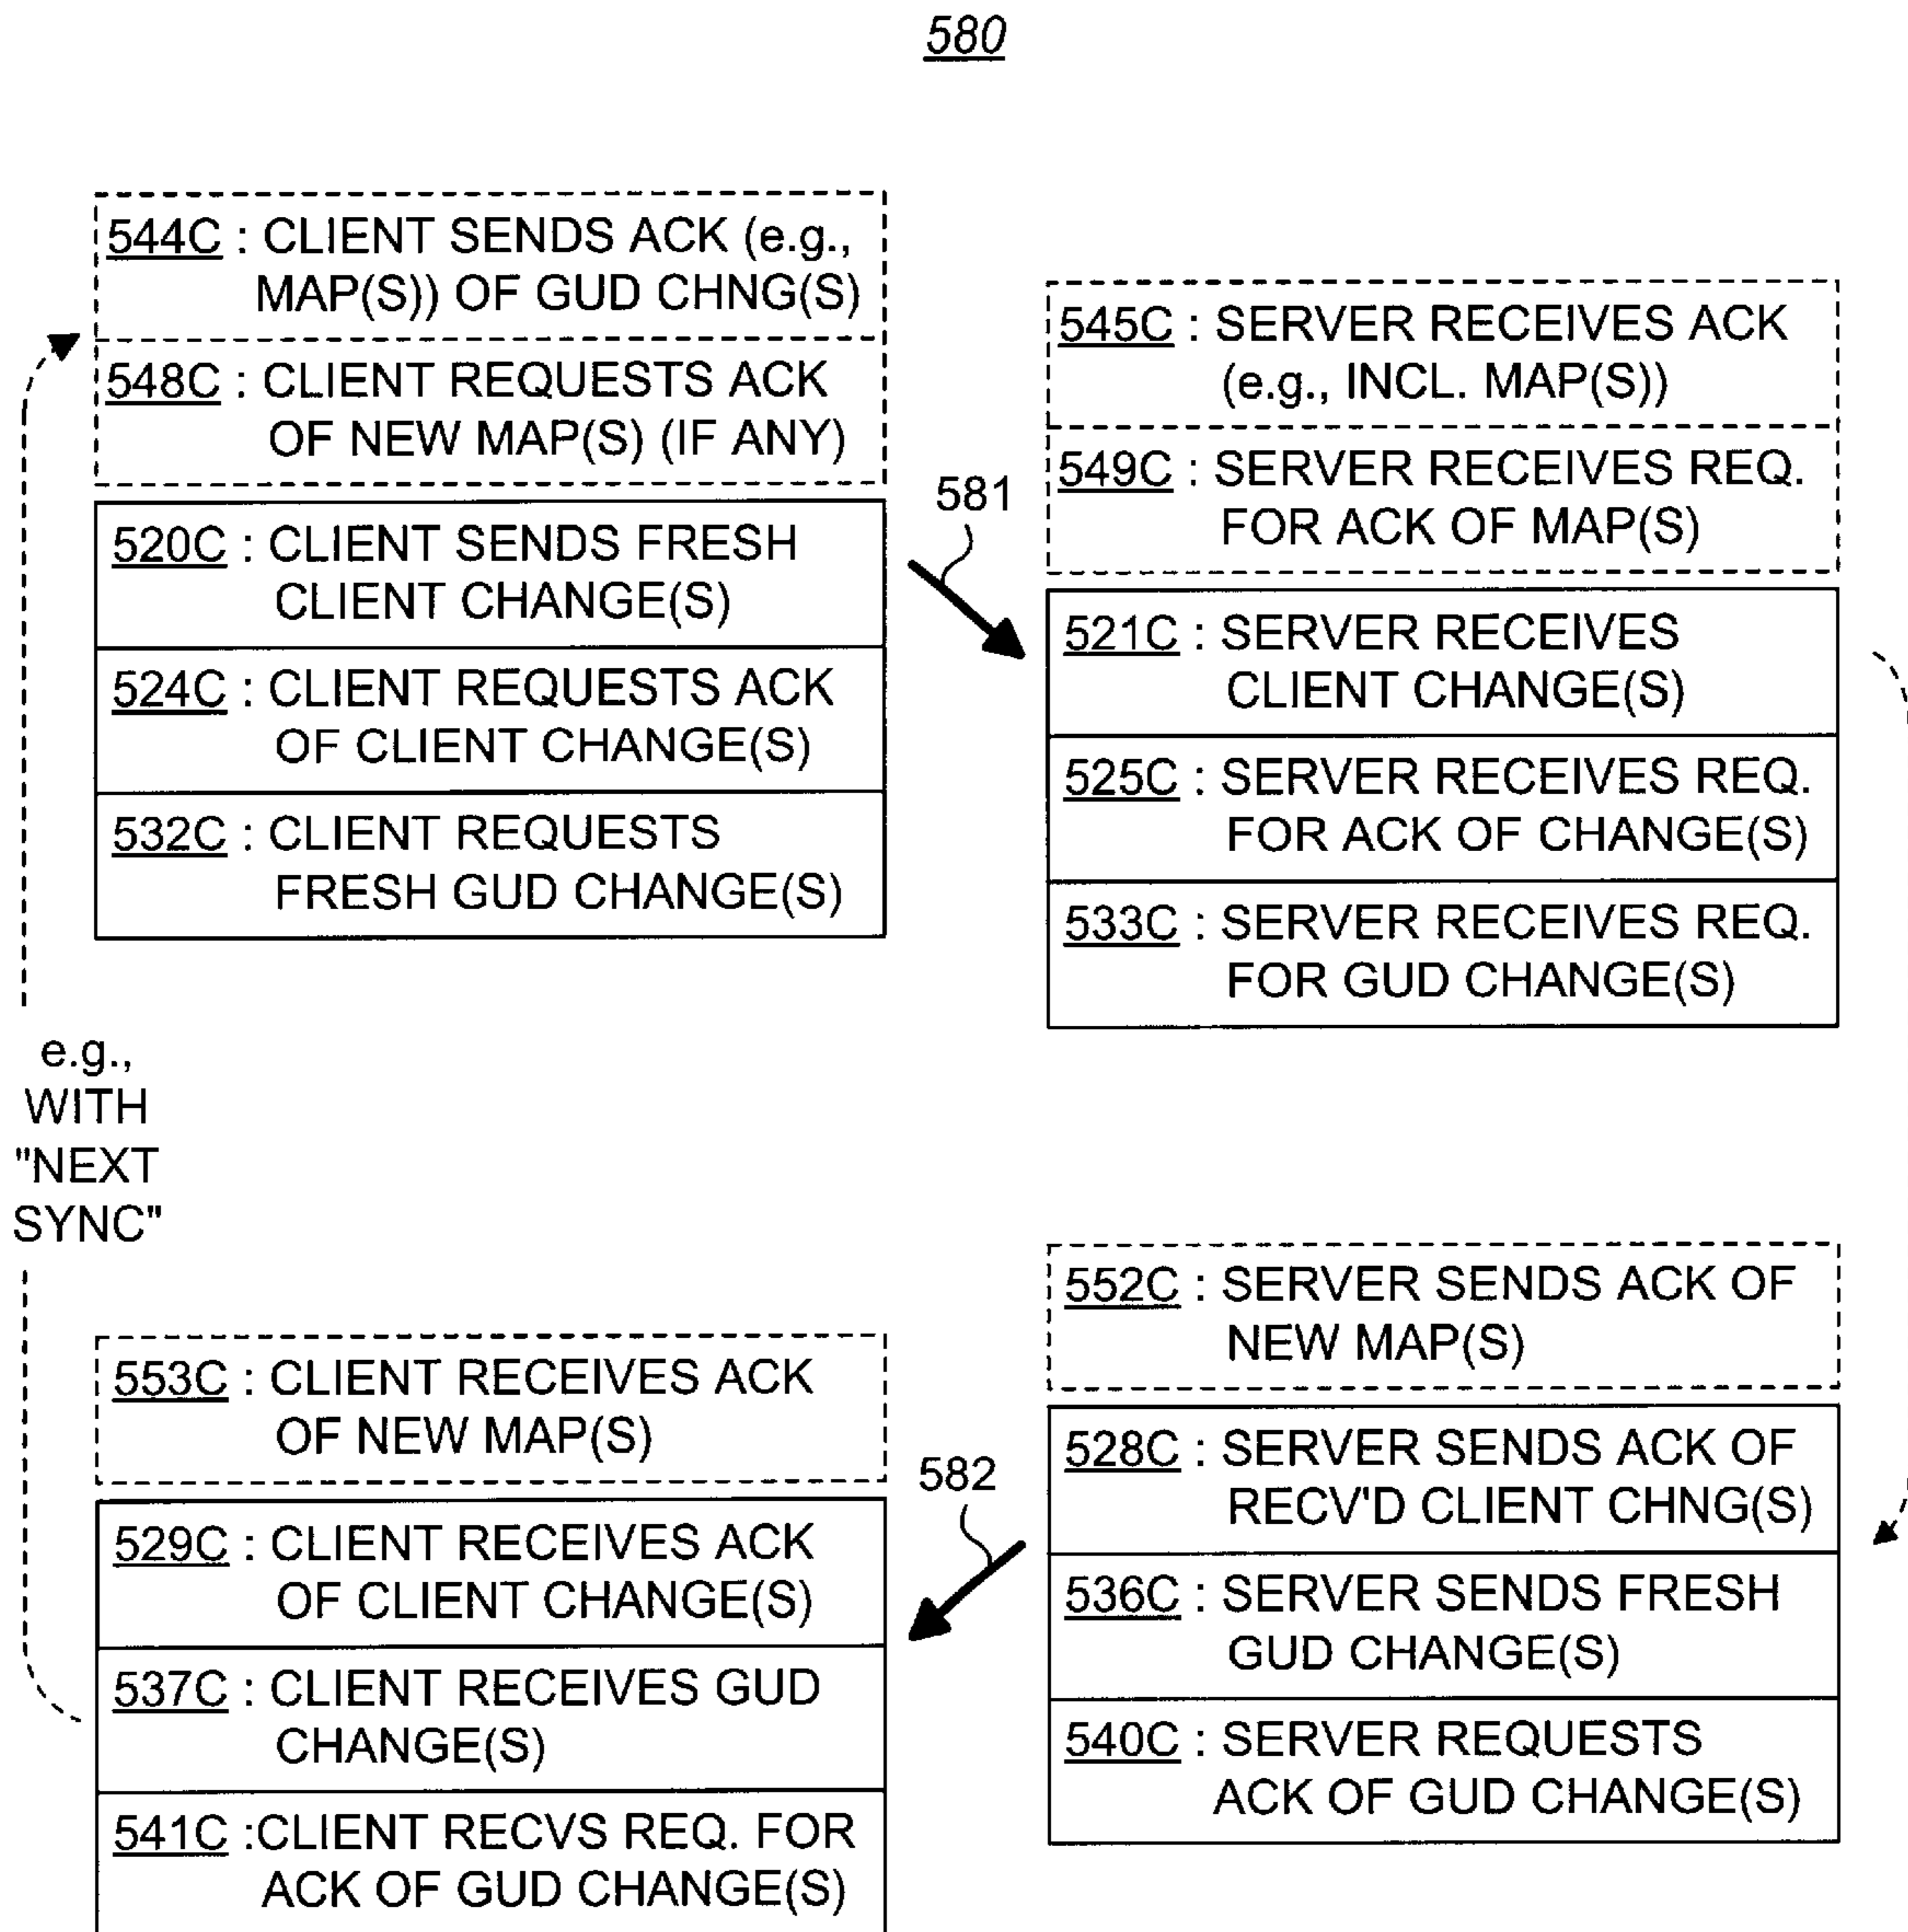 580
544C : CLIENT SENDS ACK (e.g.,
MAP(S)) OF GUD CHNG(S)
548C : CLIENT REQUESTS ACK
OF NEW MAP(S) (IF ANY)
520C : CLIENT SENDS FRESH
CLIENT CHANGE(S)
524C : CLIENT REQUESTS ACK
OF CLIENT CHANGE(S)
532C : CLIENT REQUESTS
FRESH GUD CHANGE(S)
581
545C : SERVER RECEIVES ACK
(e.g., INCL. MAP(S))
549C : SERVER RECEIVES REQ.
FOR ACK OF MAP(S)
521C : SERVER RECEIVES
CLIENT CHANGE(S)
525C : SERVER RECEIVES REQ.
FOR ACK OF CHANGE(S)
533C : SERVER RECEIVES REQ.
FOR GUD CHANGE(S)
e.g.,
WITH
"NEXT
SYNC"
553C : CLIENT RECEIVES ACK
OF NEW MAP(S)
529C : CLIENT RECEIVES ACK
OF CLIENT CHANGE(S)
537C : CLIENT RECEIVES GUD
CHANGE(S)
541C :CLIENT RECVS REQ. FOR
ACK OF GUD CHANGE(S)
582
552C : SERVER SENDS ACK OF
NEW MAP(S)
528C : SERVER SENDS ACK OF
RECV'D CLIENT CHNG(S)
536C : SERVER SENDS FRESH
GUD CHANGE(S)
540C : SERVER REQUESTS
ACK OF GUD CHANGE(S)